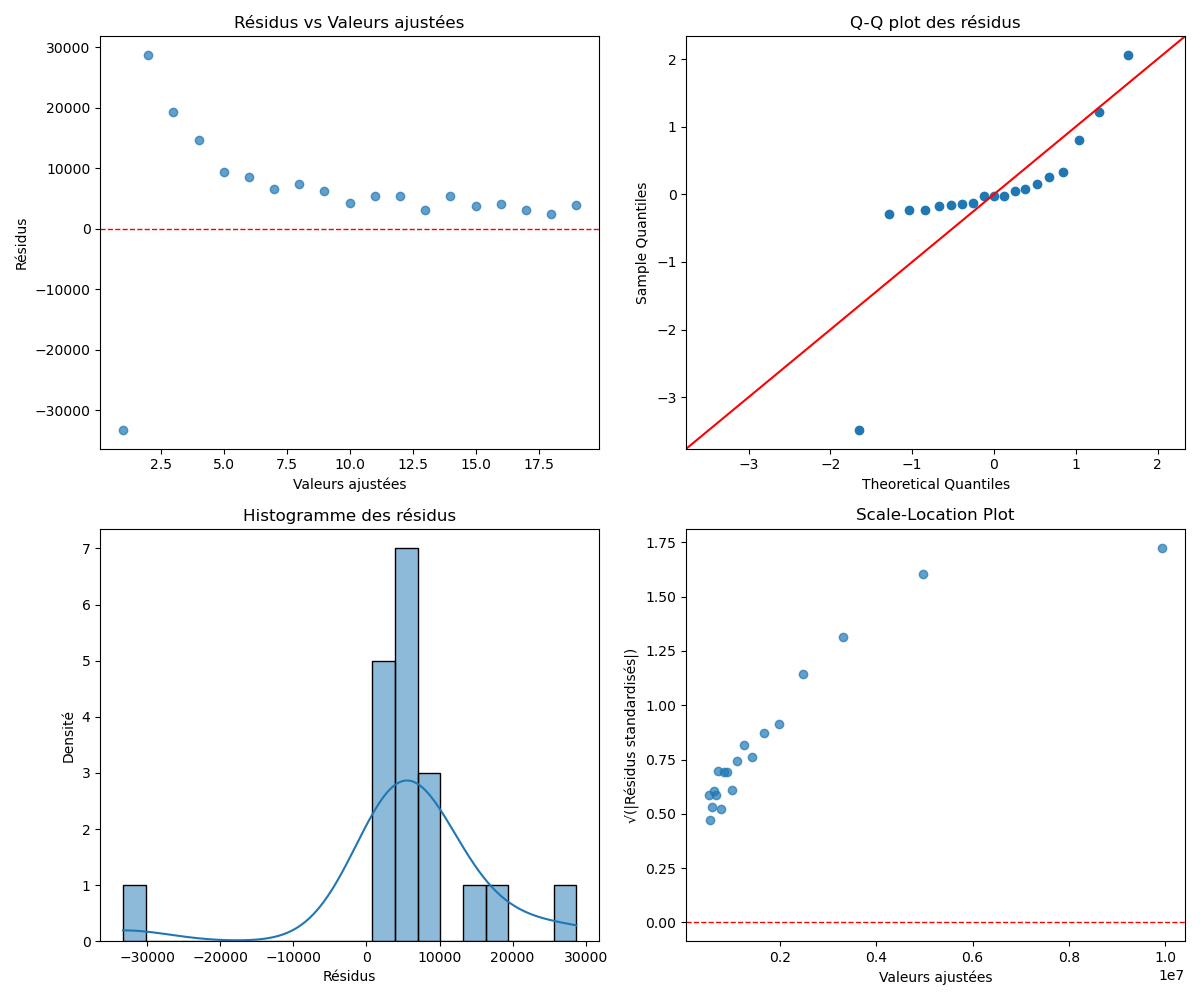 Résidus vs Valeurs ajustées
30000
20000
10000
0
−10000
−20000
−30000
Résidus
2.5 5.0 7.5 10.0 12.5 15.0 17.5
Valeurs ajustées
Q-Q plot des résidus
2
1
0
−1
−2
−3
Sample Quantiles
−3 −2 −1 0 1 2
Theoretical Quantiles
Histogramme des résidus
7
6
5
4
3
2
1
0
Densité
−30000 −20000 −10000 0 10000 20000 30000
Résidus
Scale-Location Plot
1.75
1.50
1.25
1.00
0.75
0.50
0.25
0.00
√(|Résidus standardisés|)
0.2 0.4 0.6 0.8 1.0
1e7
Valeurs ajustées